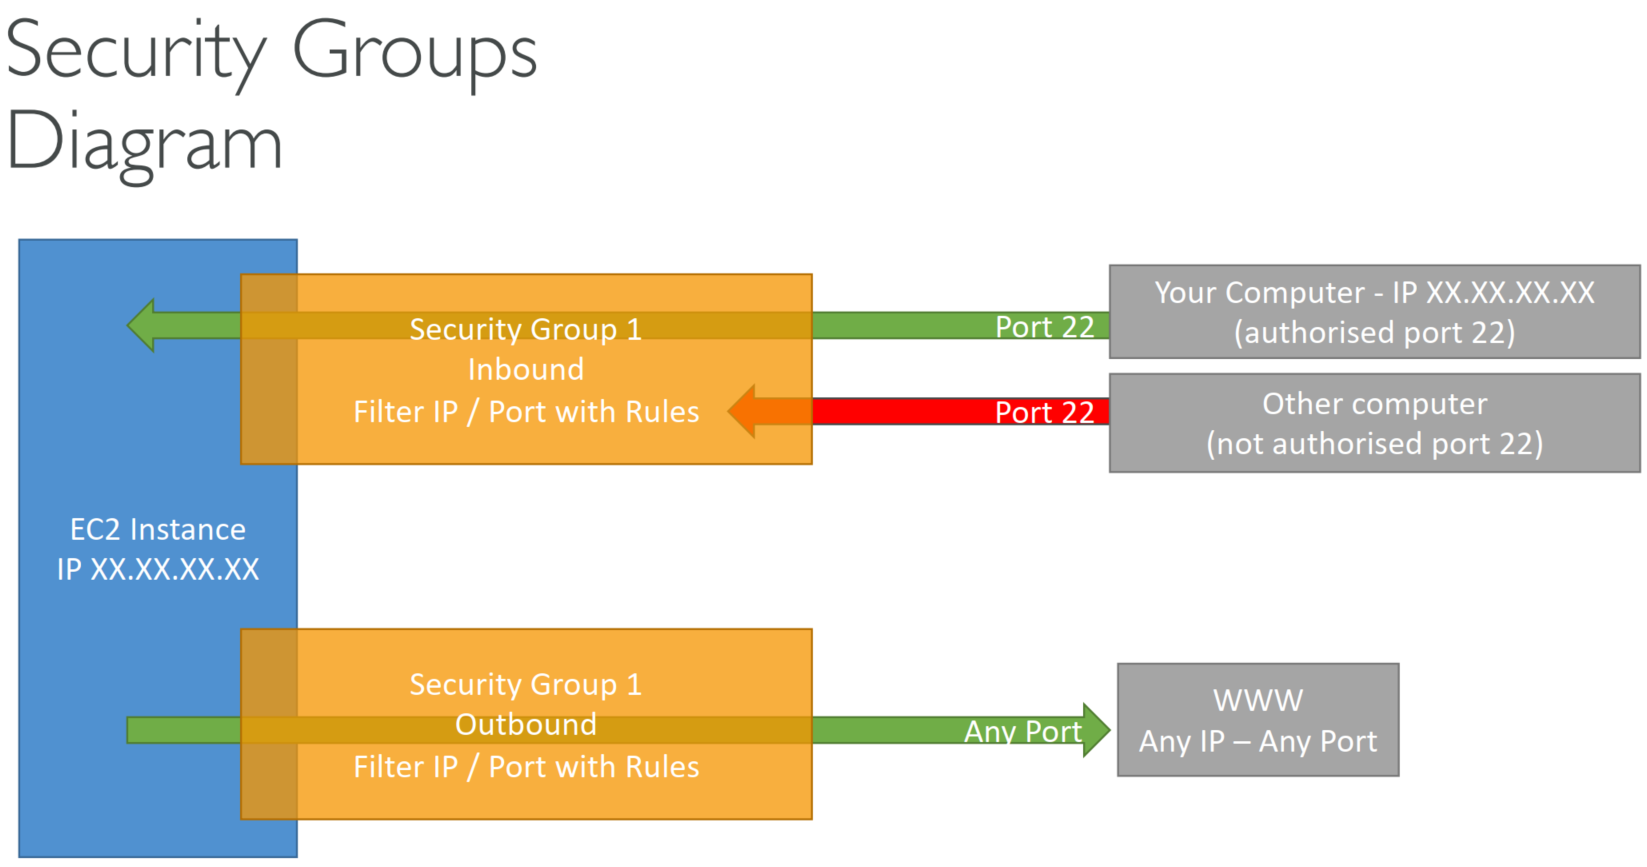 Security Groups
Diagram
Your Computer - IP XX.XX.XX.XX
(authorised port 22)
Port 22
Security Group 1
Inbound
Filter IP / Port with Rules
Port 22
Other computer
(not authorised port 22)
EC2 Instance
IP XX.XX.XX.XX
Security Group 1
Outbound
Filter IP / Port with Rules
Any Port
WWW
Any IP – Any Port